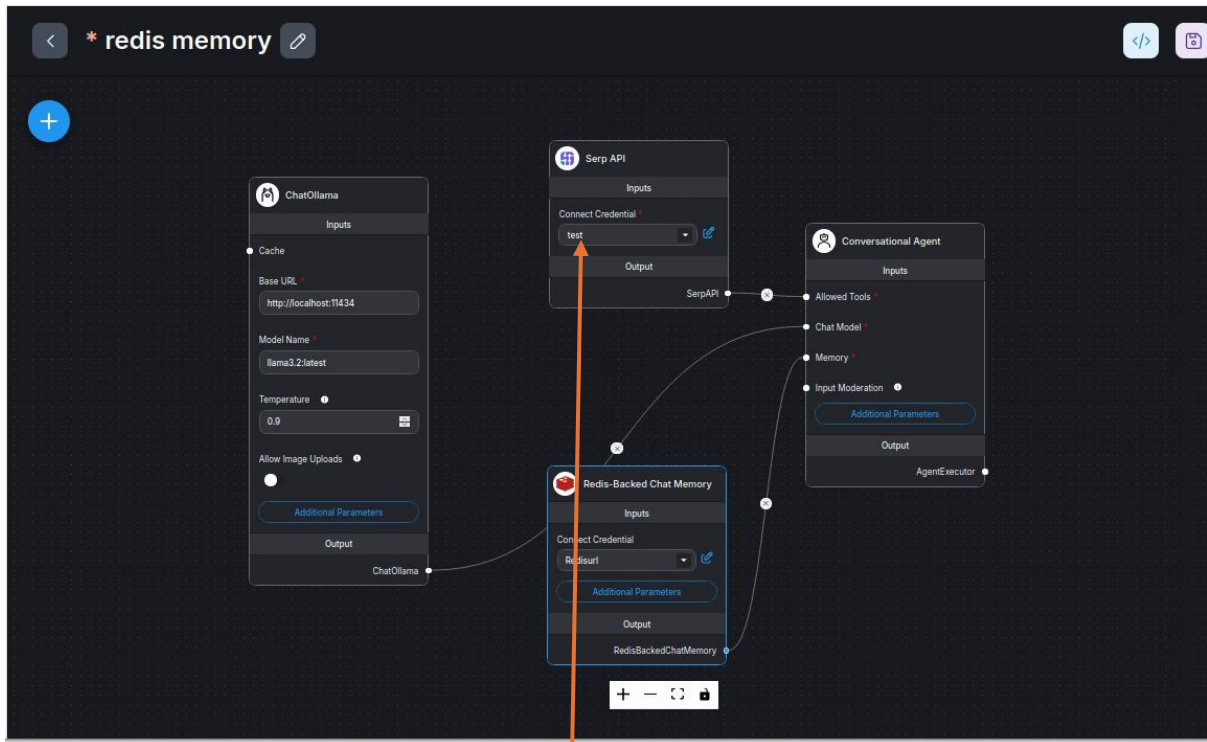 * redis memory
</>
ChatOllama
Inputs
Cache
Base URL *
http://localhost:11434
Model Name *
llama3.2:latest
Temperature
0.9
Allow Image Uploads
Additional Parameters
Output
ChatOllama
Serp API
Inputs
Connect Credential *
test
Output
SerpAPI
Redis-Backed Chat Memory
Inputs
Connect Credential
Redisurl
Additional Parameters
Output
RedisBackedChatMemory
Conversational Agent
Inputs
Allowed Tools *
Chat Model *
Memory *
Input Moderation
Additional Parameters
Output
AgentExecutor